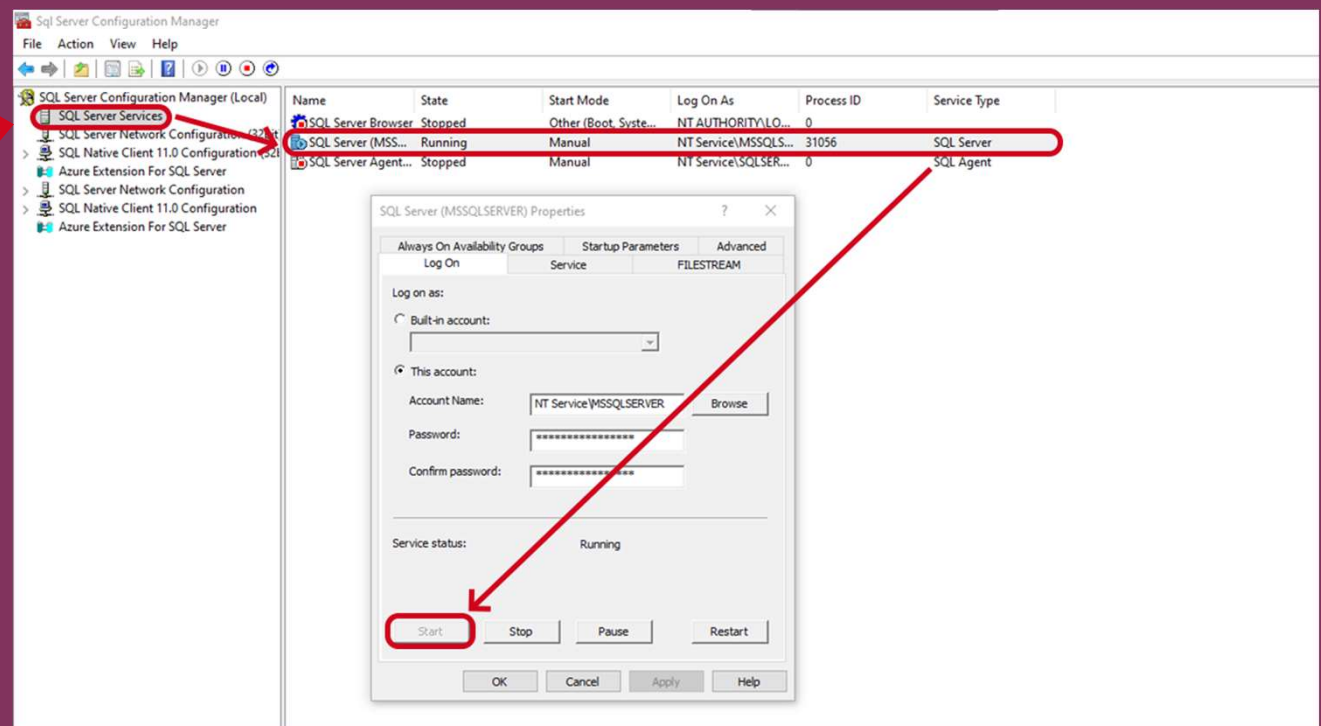 Sql Server Configuration Manager
File Action View Help
SQL Server Configuration Manager (Local)
SQL Server Services
SQL Server Network Configuration (32bit
SQL Native Client 11.0 Configuration (32
Azure Extension For SQL Server
SQL Server Network Configuration
SQL Native Client 11.0 Configuration
Azure Extension For SQL Server
Name State Start Mode Log On As Process ID Service Type
SQL Server Browser Stopped Other (Boot, Syste... NT AUTHORITY\LO... 0
SQL Server (MSS... Running Manual NT Service\MSSQLS... 31056 SQL Server
SQL Server Agent... Stopped Manual NT Service\SQLSER... 0 SQL Agent
SQL Server (MSSQLSERVER) Properties ?
Always On Availability Groups Startup Parameters Advanced
Log On Service FILESTREAM
Log on as:
Built-in account:
This account:
Account Name: NT Service\MSSQLSERVER Browse
Password: ***************
Confirm password: ***************
Service status: Running
Start Stop Pause Restart
OK Cancel Apply Help